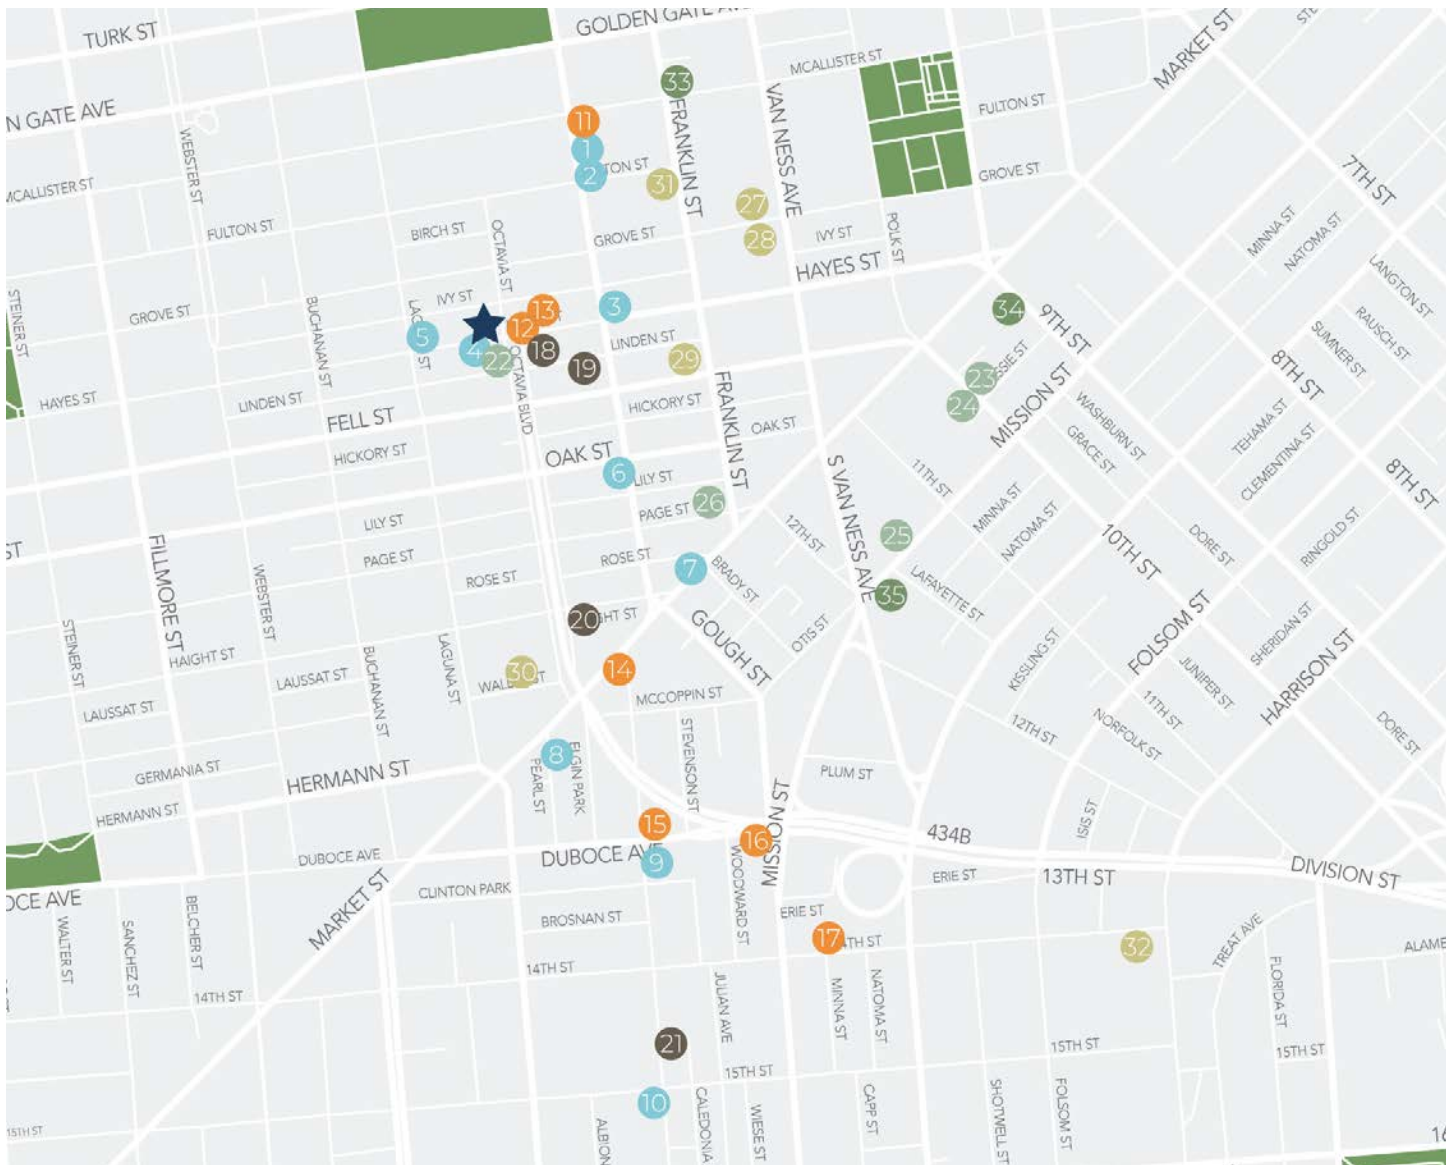 TURK ST
GOLDEN GATE AVE
MARKET ST
MCALLISTER ST
33
VAN NESS AVE
FULTON ST
N GATE AVE
11
FRANKLIN ST
WEBSTER ST
1
TON ST
2
31
7TH ST
GROVE ST
MCALLISTER ST
27
MINNA ST
NATOMA ST
FULTON ST
BIRCH ST
OCTAVIA ST
GROVE ST
28
IVY ST
POLK ST
HAYES ST
LANGTON ST
STEINER ST
GROVE ST
BUCHANAN ST
IVY ST
13
3
34
9TH ST
RAUSCH ST
5
12
LINDEN ST
SUMNER ST
4
22
18
19
29
SSIE ST
23
8TH ST
24
MISSION ST
HAYES ST
LINDEN ST
FELL ST
OCTAVIA BLVD
HICKORY ST
FRANKLIN ST
OAK ST
WASHBURN ST
GRACE ST
TEHAMA ST
CLEMENTINA ST
HICKORY ST
OAK ST
6
LILY ST
S VAN NESS AVE
11TH ST
8TH ST
LILY ST
PAGE ST
26
12TH ST
25
MINNA ST
NATOMA ST
10TH ST
DORE ST
RINGOLD ST
ST
FILLMORE ST
PAGE ST
ROSE ST
ROSE ST
7
BRADY ST
LAFAYETTE ST
35
WEBSTER ST
STEINER ST
HAIGHT ST
LAGUNA ST
20
GHT ST
GOUGH ST
OTIS ST
KISSLING ST
FOLSOM ST
SHERIDAN ST
HARRISON ST
JUNIPER ST
LAUSSAT ST
BUCHANAN ST
30
14
MCCOPPIN ST
LAUSSAT ST
12TH ST
11TH ST
NORFOLK ST
DORE ST
GERMANIA ST
HERMANN ST
8
ELGIN PARK
PEARL ST
STEVENSON ST
PLUM ST
HERMANN ST
15
16
MISSION ST
434B
ISIS ST
DUBOCE AVE
DUBOCE AVE
9
WOODWARD ST
ERIE ST
13TH ST
DIVISION ST
OCE AVE
MARKET ST
CLINTON PARK
BROSNAN ST
ERIE ST
17
4TH ST
32
TREAT AVE
ALAME
WALTER ST
SANCHEZ ST
BELCHER ST
14TH ST
14TH ST
JULIAN AVE
MINNA ST
NATOMA ST
FLORIDA ST
21
15TH ST
15TH ST
15TH ST
10
ALBION
CALEDONIA
WIESE ST
CAPP ST
SHOTWELL ST
FOLSOM ST
15TH ST
16